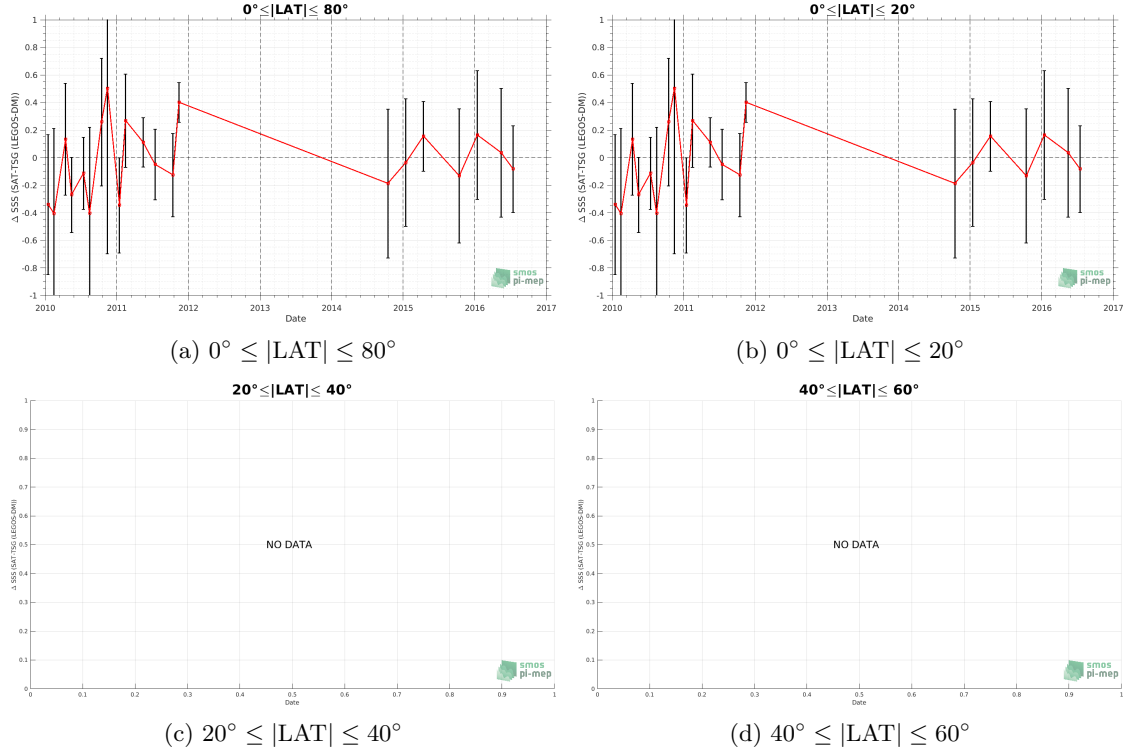 0°≤|LAT|≤ 80°
1
0.8
0.6
0.4
0.2
0
-0.2
-0.4
-0.6
-0.8
-1
Δ SSS (SAT-TSG (LEGOS-DM))
2010 2011 2012 2013 2014 2015 2016 2017
Date
smos
pi-mep
(a) 0° ≤ |LAT| ≤ 80°
0°≤|LAT|≤ 20°
1
0.8
0.6
0.4
0.2
0
-0.2
-0.4
-0.6
-0.8
-1
Δ SSS (SAT-TSG (LEGOS-DM))
2010 2011 2012 2013 2014 2015 2016 2017
Date
smos
pi-mep
(b) 0° ≤ |LAT| ≤ 20°
20°≤|LAT|≤ 40°
1
0.9
0.8
0.7
0.6
0.5
0.4
0.3
0.2
0.1
0
Δ SSS (SAT-TSG (LEGOS-DM))
NO DATA
0 0.1 0.2 0.3 0.4 0.5 0.6 0.7 0.8 0.9 1
Date
smos
pi-mep
(c) 20° ≤ |LAT| ≤ 40°
40°≤|LAT|≤ 60°
1
0.9
0.8
0.7
0.6
0.5
0.4
0.3
0.2
0.1
0
Δ SSS (SAT-TSG (LEGOS-DM))
NO DATA
0 0.1 0.2 0.3 0.4 0.5 0.6 0.7 0.8 0.9 1
Date
smos
pi-mep
(d) 40° ≤ |LAT| ≤ 60°